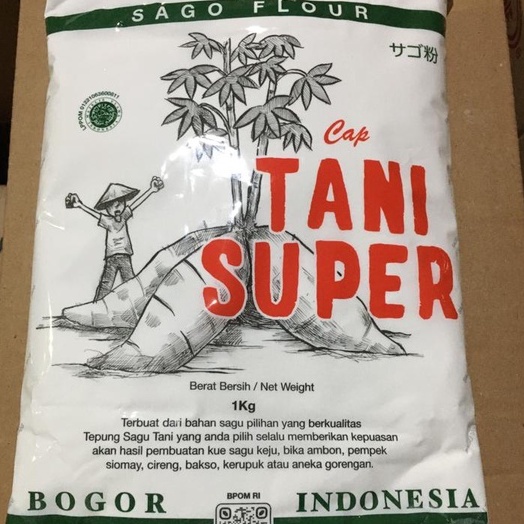 SAGO FLOUR
サゴ粉
LPPOM 01221063600811
Cap
TANI
SUPER
Berat Bersih / Net Weight
1Kg
Terbuat dari bahan sagu pilihan yang berkualitas
Tepung Sagu Tani yang anda pilih selalu memberikan kepuasan
akan hasil pembuatan kue sagu keju, bika ambon, pempek
siomay, cireng, bakso, kerupuk atau aneka gorengan.
BPOM RI
BOGOR INDONESIA